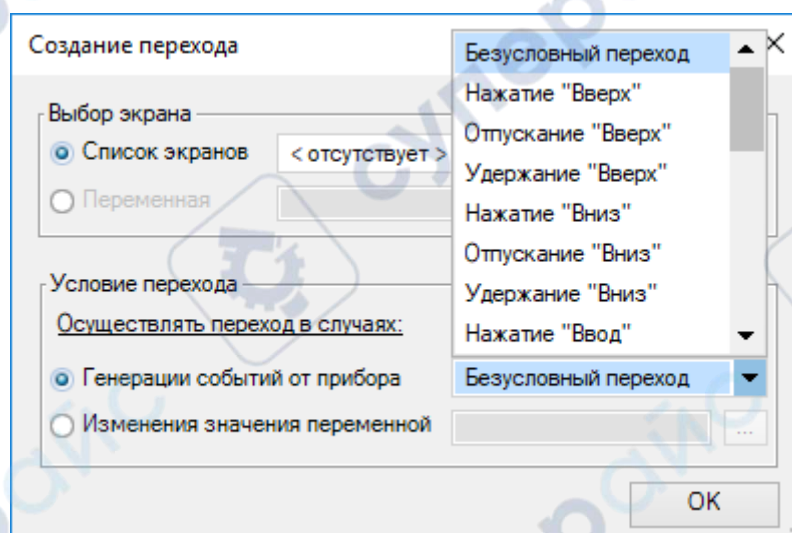 Создание перехода
Выбор экрана
Список экранов
< отсутствует >
Переменная
Условие перехода
Осуществлять переход в случаях:
Генерации событий от прибора
Безусловный переход
Изменения значения переменной
...
OK
Безусловный переход
Нажатие "Вверх"
Отпускание "Вверх"
Удержание "Вверх"
Нажатие "Вниз"
Отпускание "Вниз"
Удержание "Вниз"
Нажатие "Ввод"
супер
райс